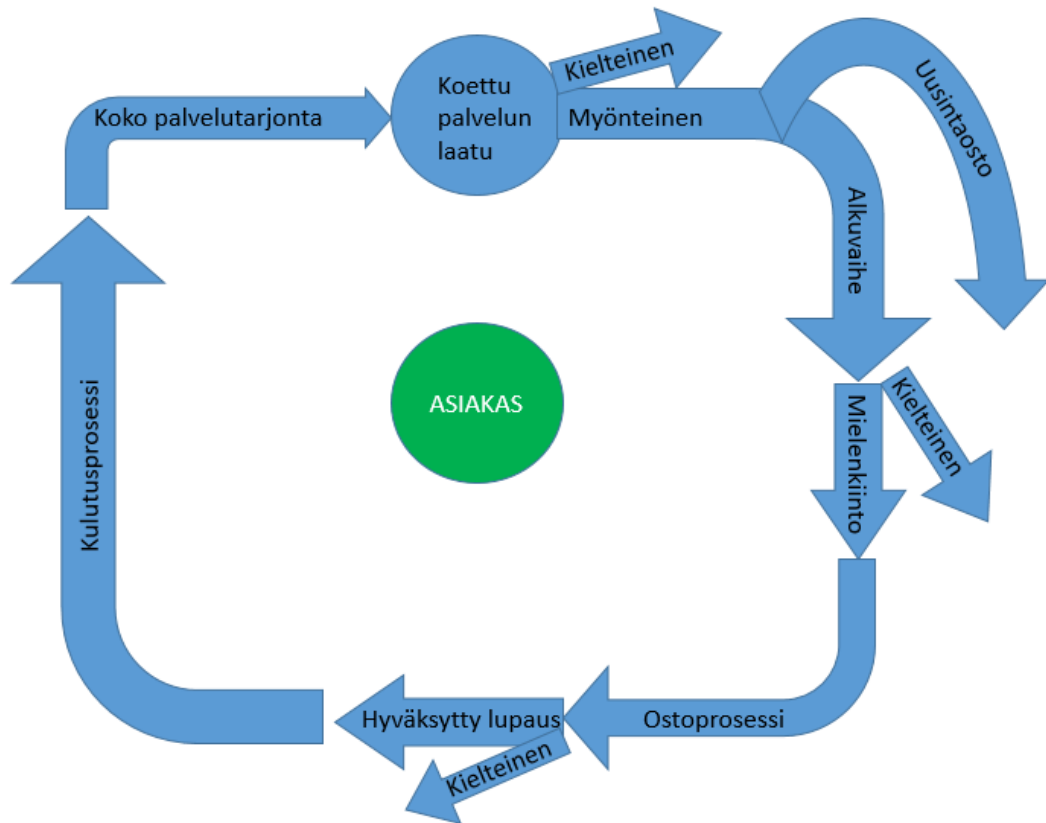 Koko palvelutarjonta
Koettu
palvelun
laatu
Kielteinen
Myönteinen
Uusintaosto
Alkuvaihe
Mielenkiinto
Kielteinen
Ostoprosessi
Hyväksytty lupaus
Kielteinen
Kulutusprosessi
ASIAKAS